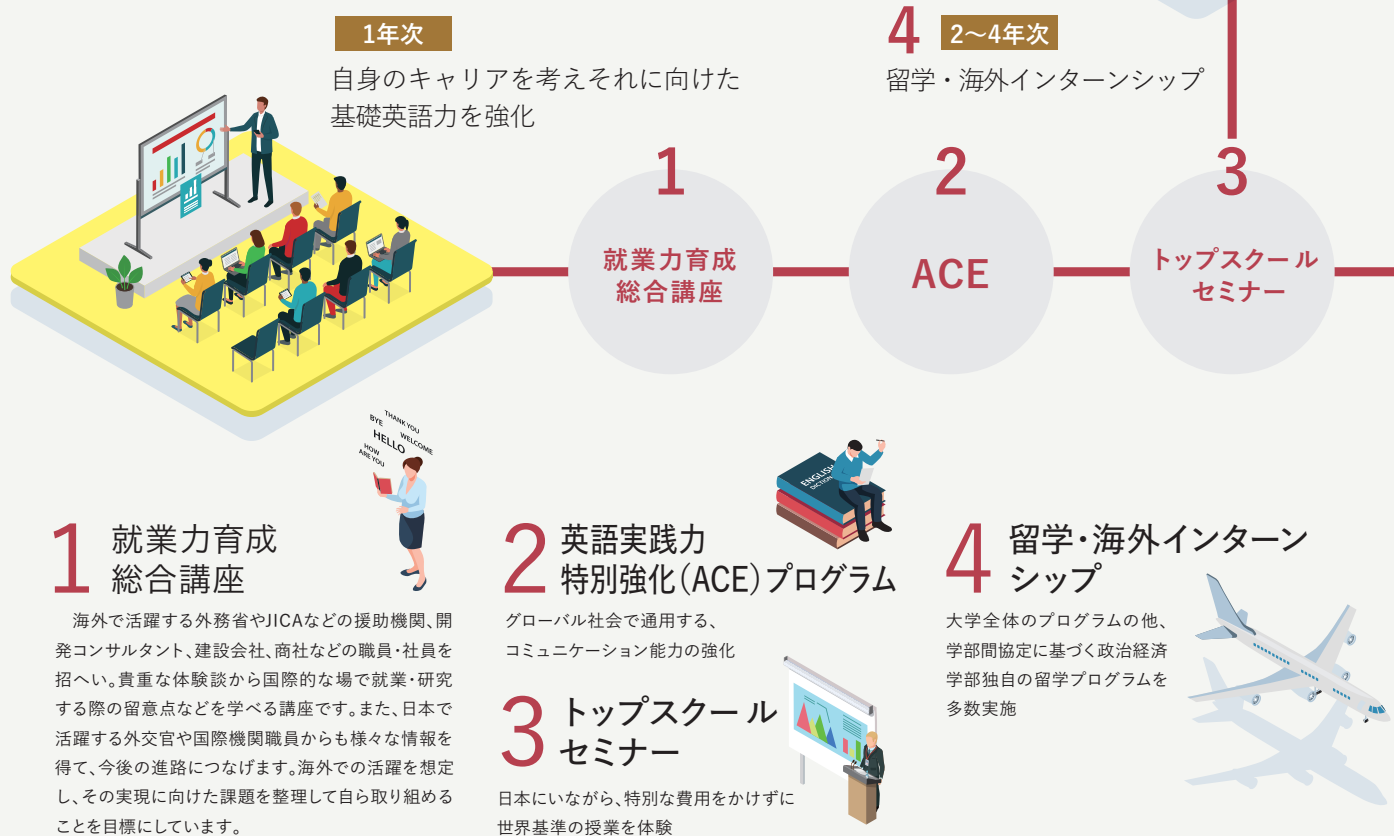 1年次
自身のキャリアを考えそれに向けた
基礎英語力を強化
4 2〜4年次
留学・海外インターンシップ
1
就業力育成
総合講座
2
ACE
3
トップスクール
セミナー
BYE
THANK YOU
HELLO
WELCOME
HOW
ARE YOU
1 就業力育成
総合講座
海外で活躍する外務省やJICAなどの援助機関、開
発コンサルタント、建設会社、商社などの職員・社員を
招へい。貴重な体験談から国際的な場で就業・研究
する際の留意点などを学べる講座です。また、日本で
活躍する外交官や国際機関職員からも様々な情報を
得て、今後の進路につなげます。海外での活躍を想定
し、その実現に向けた課題を整理して自ら取り組める
ことを目標にしています。
ENGLISH
2 英語実践力
特別強化(ACE)プログラム
グローバル社会で通用する、
コミュニケーション能力の強化
3 トップスクール
セミナー
日本にいながら、特別な費用をかけずに
世界基準の授業を体験
4 留学・海外インターン
シップ
大学全体のプログラムの他、
学部間協定に基づく政治経済
学部独自の留学プログラムを
多数実施